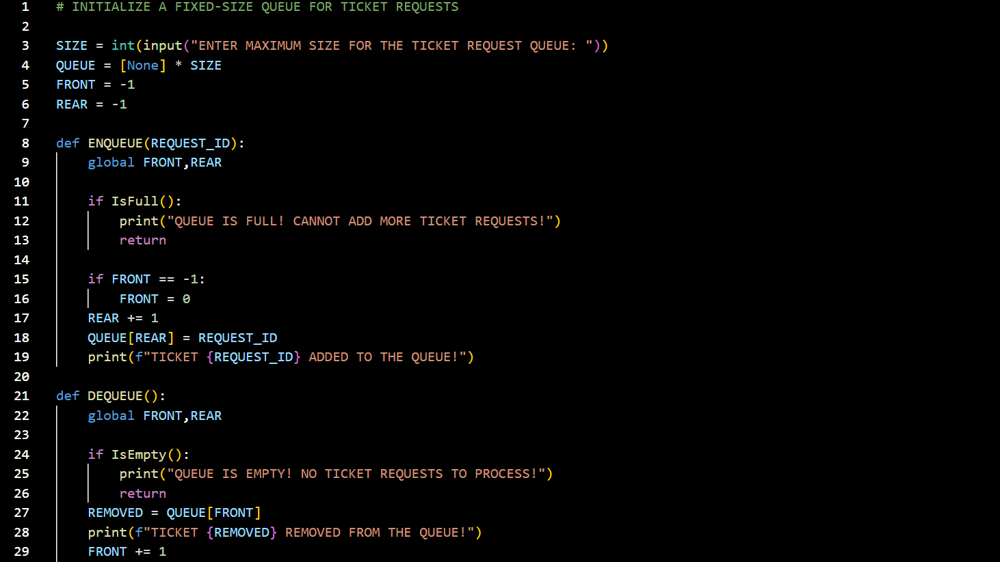 1 # INITIALIZE A FIXED-SIZE QUEUE FOR TICKET REQUESTS
2
3 SIZE = int(input("ENTER MAXIMUM SIZE FOR THE TICKET REQUEST QUEUE: "))
4 QUEUE = [None] * SIZE
5 FRONT = -1
6 REAR = -1
7
8 def ENQUEUE(REQUEST_ID):
9     global FRONT,REAR
10
11     if IsFull():
12         print("QUEUE IS FULL! CANNOT ADD MORE TICKET REQUESTS!")
13         return
14
15     if FRONT == -1:
16         FRONT = 0
17     REAR += 1
18     QUEUE[REAR] = REQUEST_ID
19     print(f"TICKET {REQUEST_ID} ADDED TO THE QUEUE!")
20
21 def DEQUEUE():
22     global FRONT,REAR
23
24     if IsEmpty():
25         print("QUEUE IS EMPTY! NO TICKET REQUESTS TO PROCESS!")
26         return
27     REMOVED = QUEUE[FRONT]
28     print(f"TICKET {REMOVED} REMOVED FROM THE QUEUE!")
29     FRONT += 1